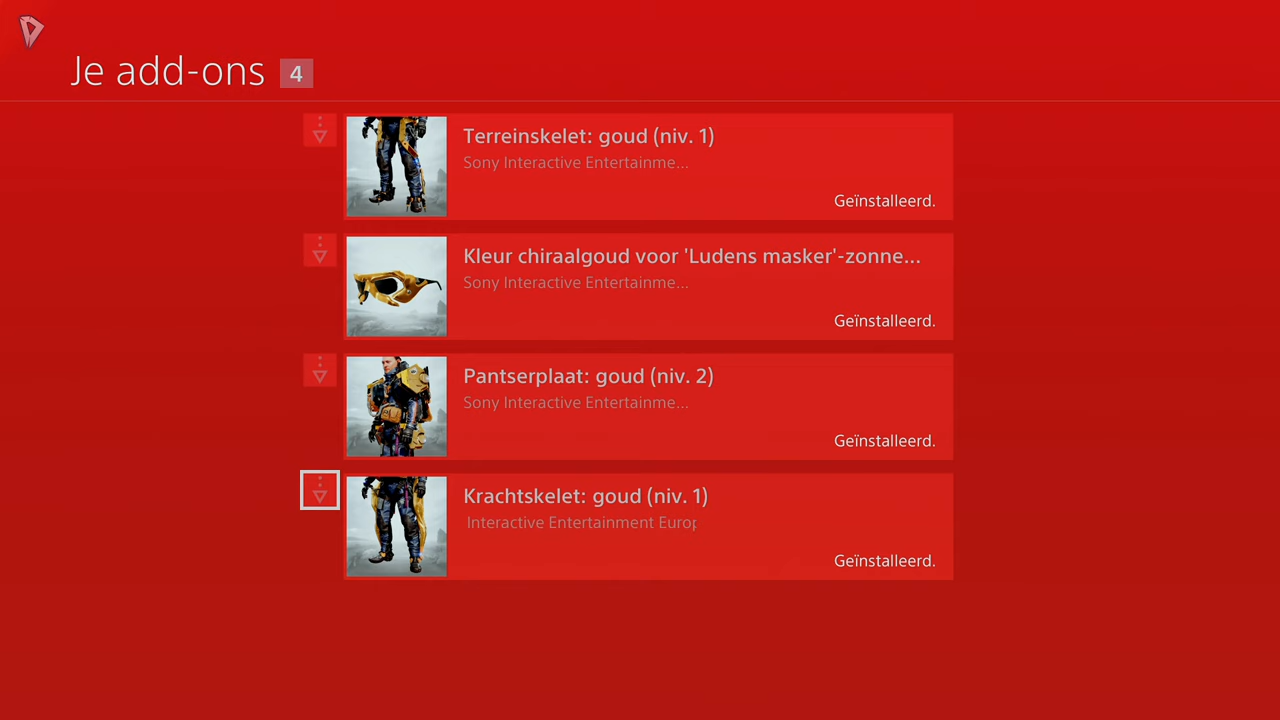 Je add-ons 4
Terreinskelet: goud (niv. 1)
Sony Interactive Entertainme...
Geïnstalleerd.
Kleur chiraalgoud voor 'Ludens masker'-zonne...
Sony Interactive Entertainme...
Geïnstalleerd.
Pantserplaat: goud (niv. 2)
Sony Interactive Entertainme...
Geïnstalleerd.
Krachtskelet: goud (niv. 1)
Interactive Entertainment Europ
Geïnstalleerd.